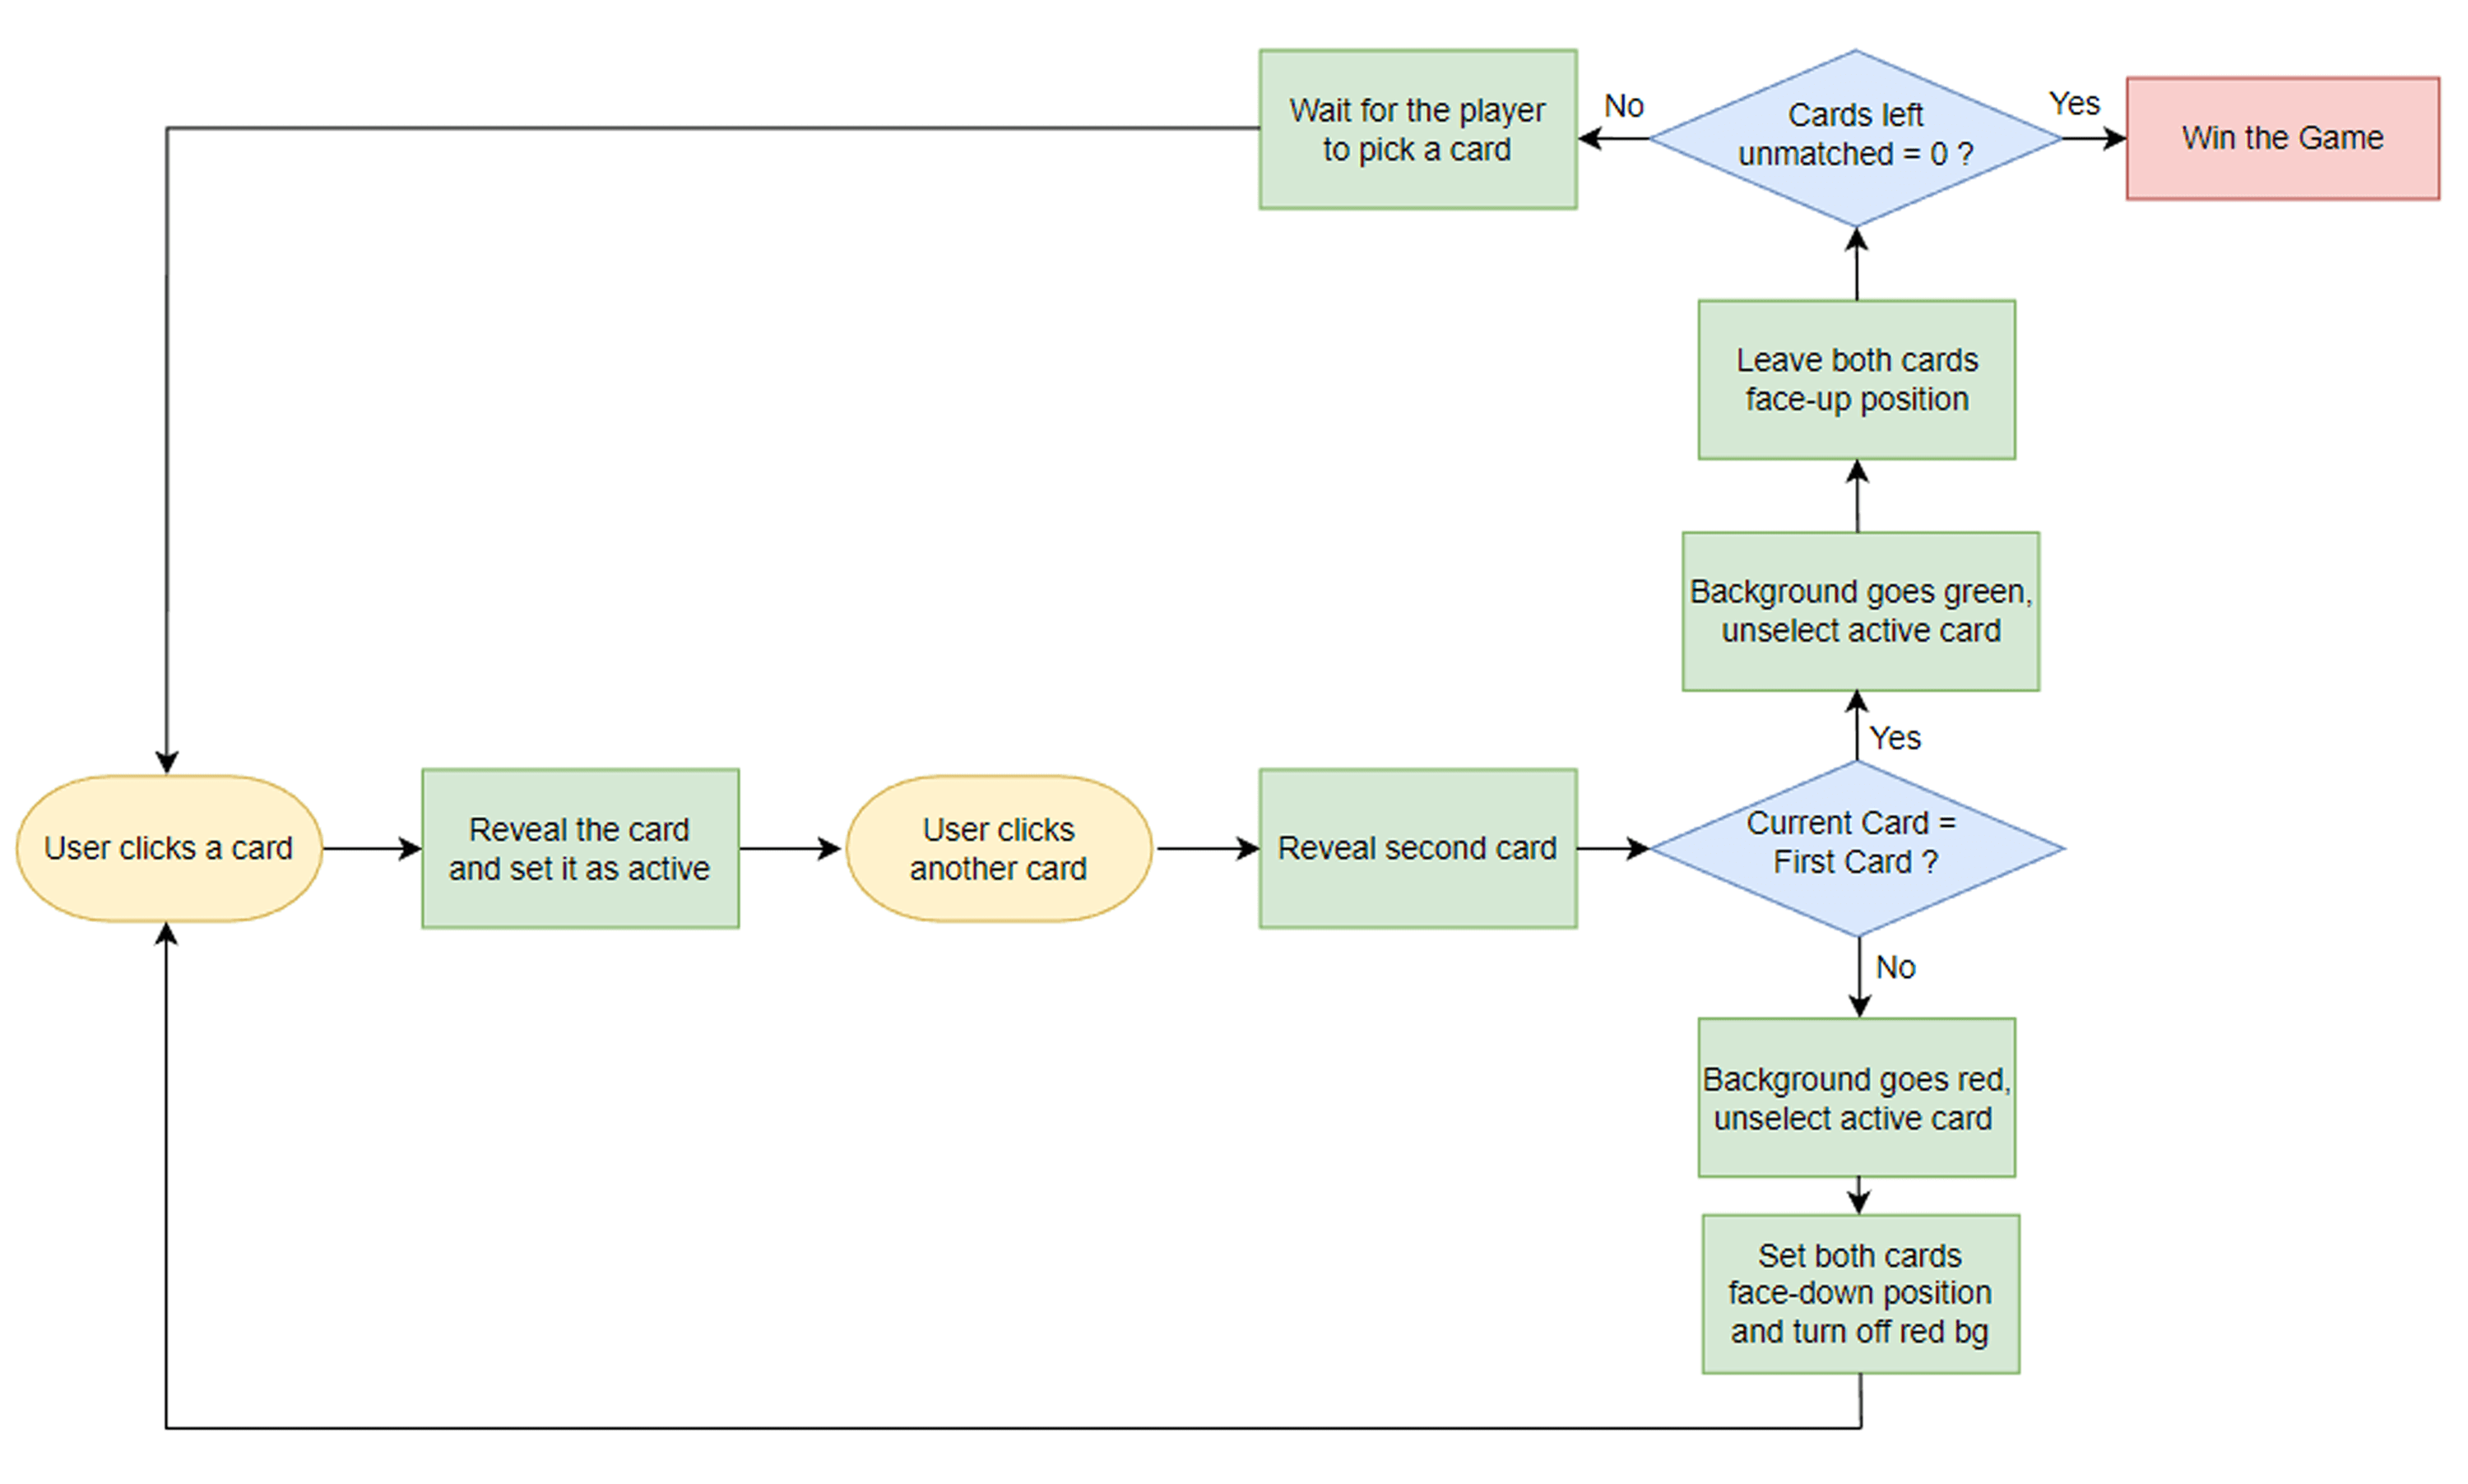 Wait for the player
to pick a card
No
Cards left
unmatched = 0 ?
Yes
Win the Game
Leave both cards
face-up position
Background goes green,
unselect active card
Yes
User clicks a card
Reveal the card
and set it as active
User clicks
another card
Reveal second card
Current Card =
First Card ?
No
Background goes red,
unselect active card
Set both cards
face-down position
and turn off red bg